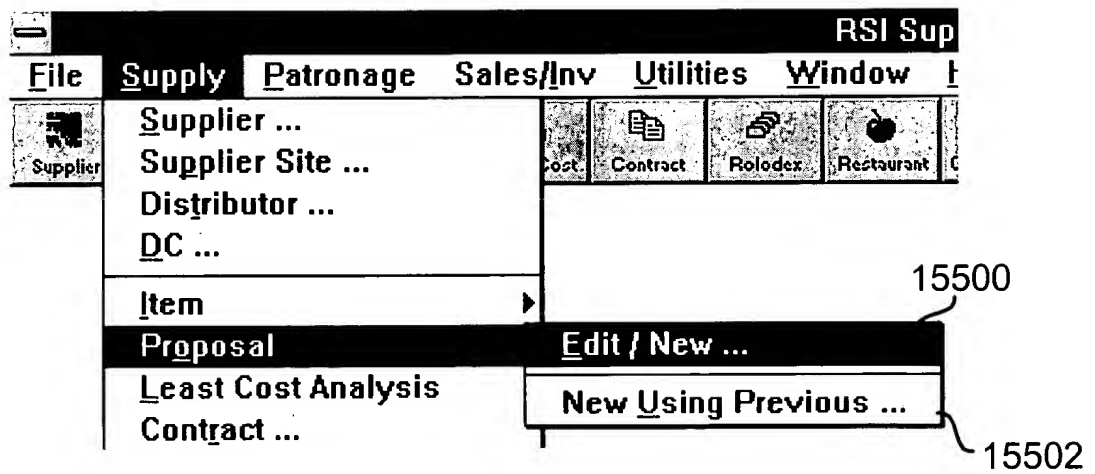 RSI Sup
File Supply Patronage Sales/Inv Utilities Window H
Supplier ost. Contract Rolodex Restaurant
Supplier ...
Supplier Site ...
Distributor ...
DC ...
15500
Item
Proposal Edit / New ...
Least Cost Analysis
New Using Previous ...
Contract ...
15502